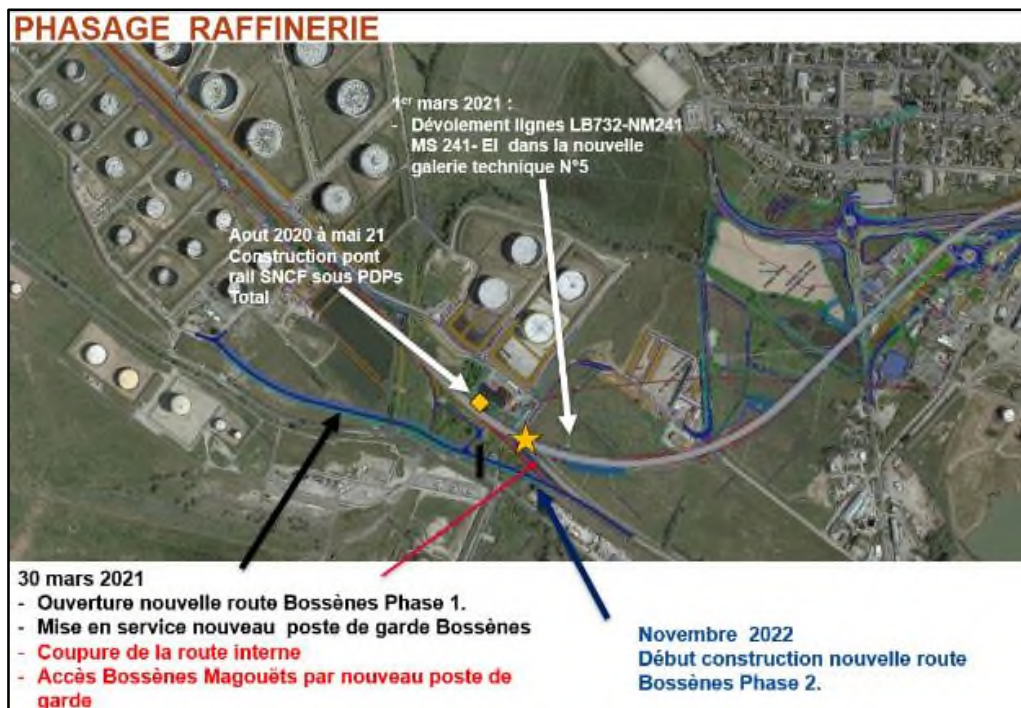 PHASAGE RAFFINERIE
1er mars 2021 :
- Dévolement lignes LB732-NM241
MS 241- EI dans la nouvelle
galerie technique N°5
Aout 2020 à mai 21
Construction pont
rail SNCF sous PDPs
Total
30 mars 2021
- Ouverture nouvelle route Bossènes Phase 1.
- Mise en service nouveau poste de garde Bossènes
- Coupure de la route interne
- Accès Bossènes Magouëts par nouveau poste de
garde
Novembre 2022
Début construction nouvelle route
Bossènes Phase 2.